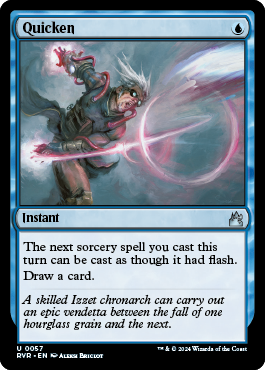 Quicken
Instant
The next sorcery spell you cast this
turn can be cast as though it had flash.
Draw a card.
A skilled Izzet chronarch can carry out
an epic vendetta between the fall of one
hourglass grain and the next.
U 0057
RVR • EN Aleksi Briclot
™ & © 2024 Wizards of the Coast